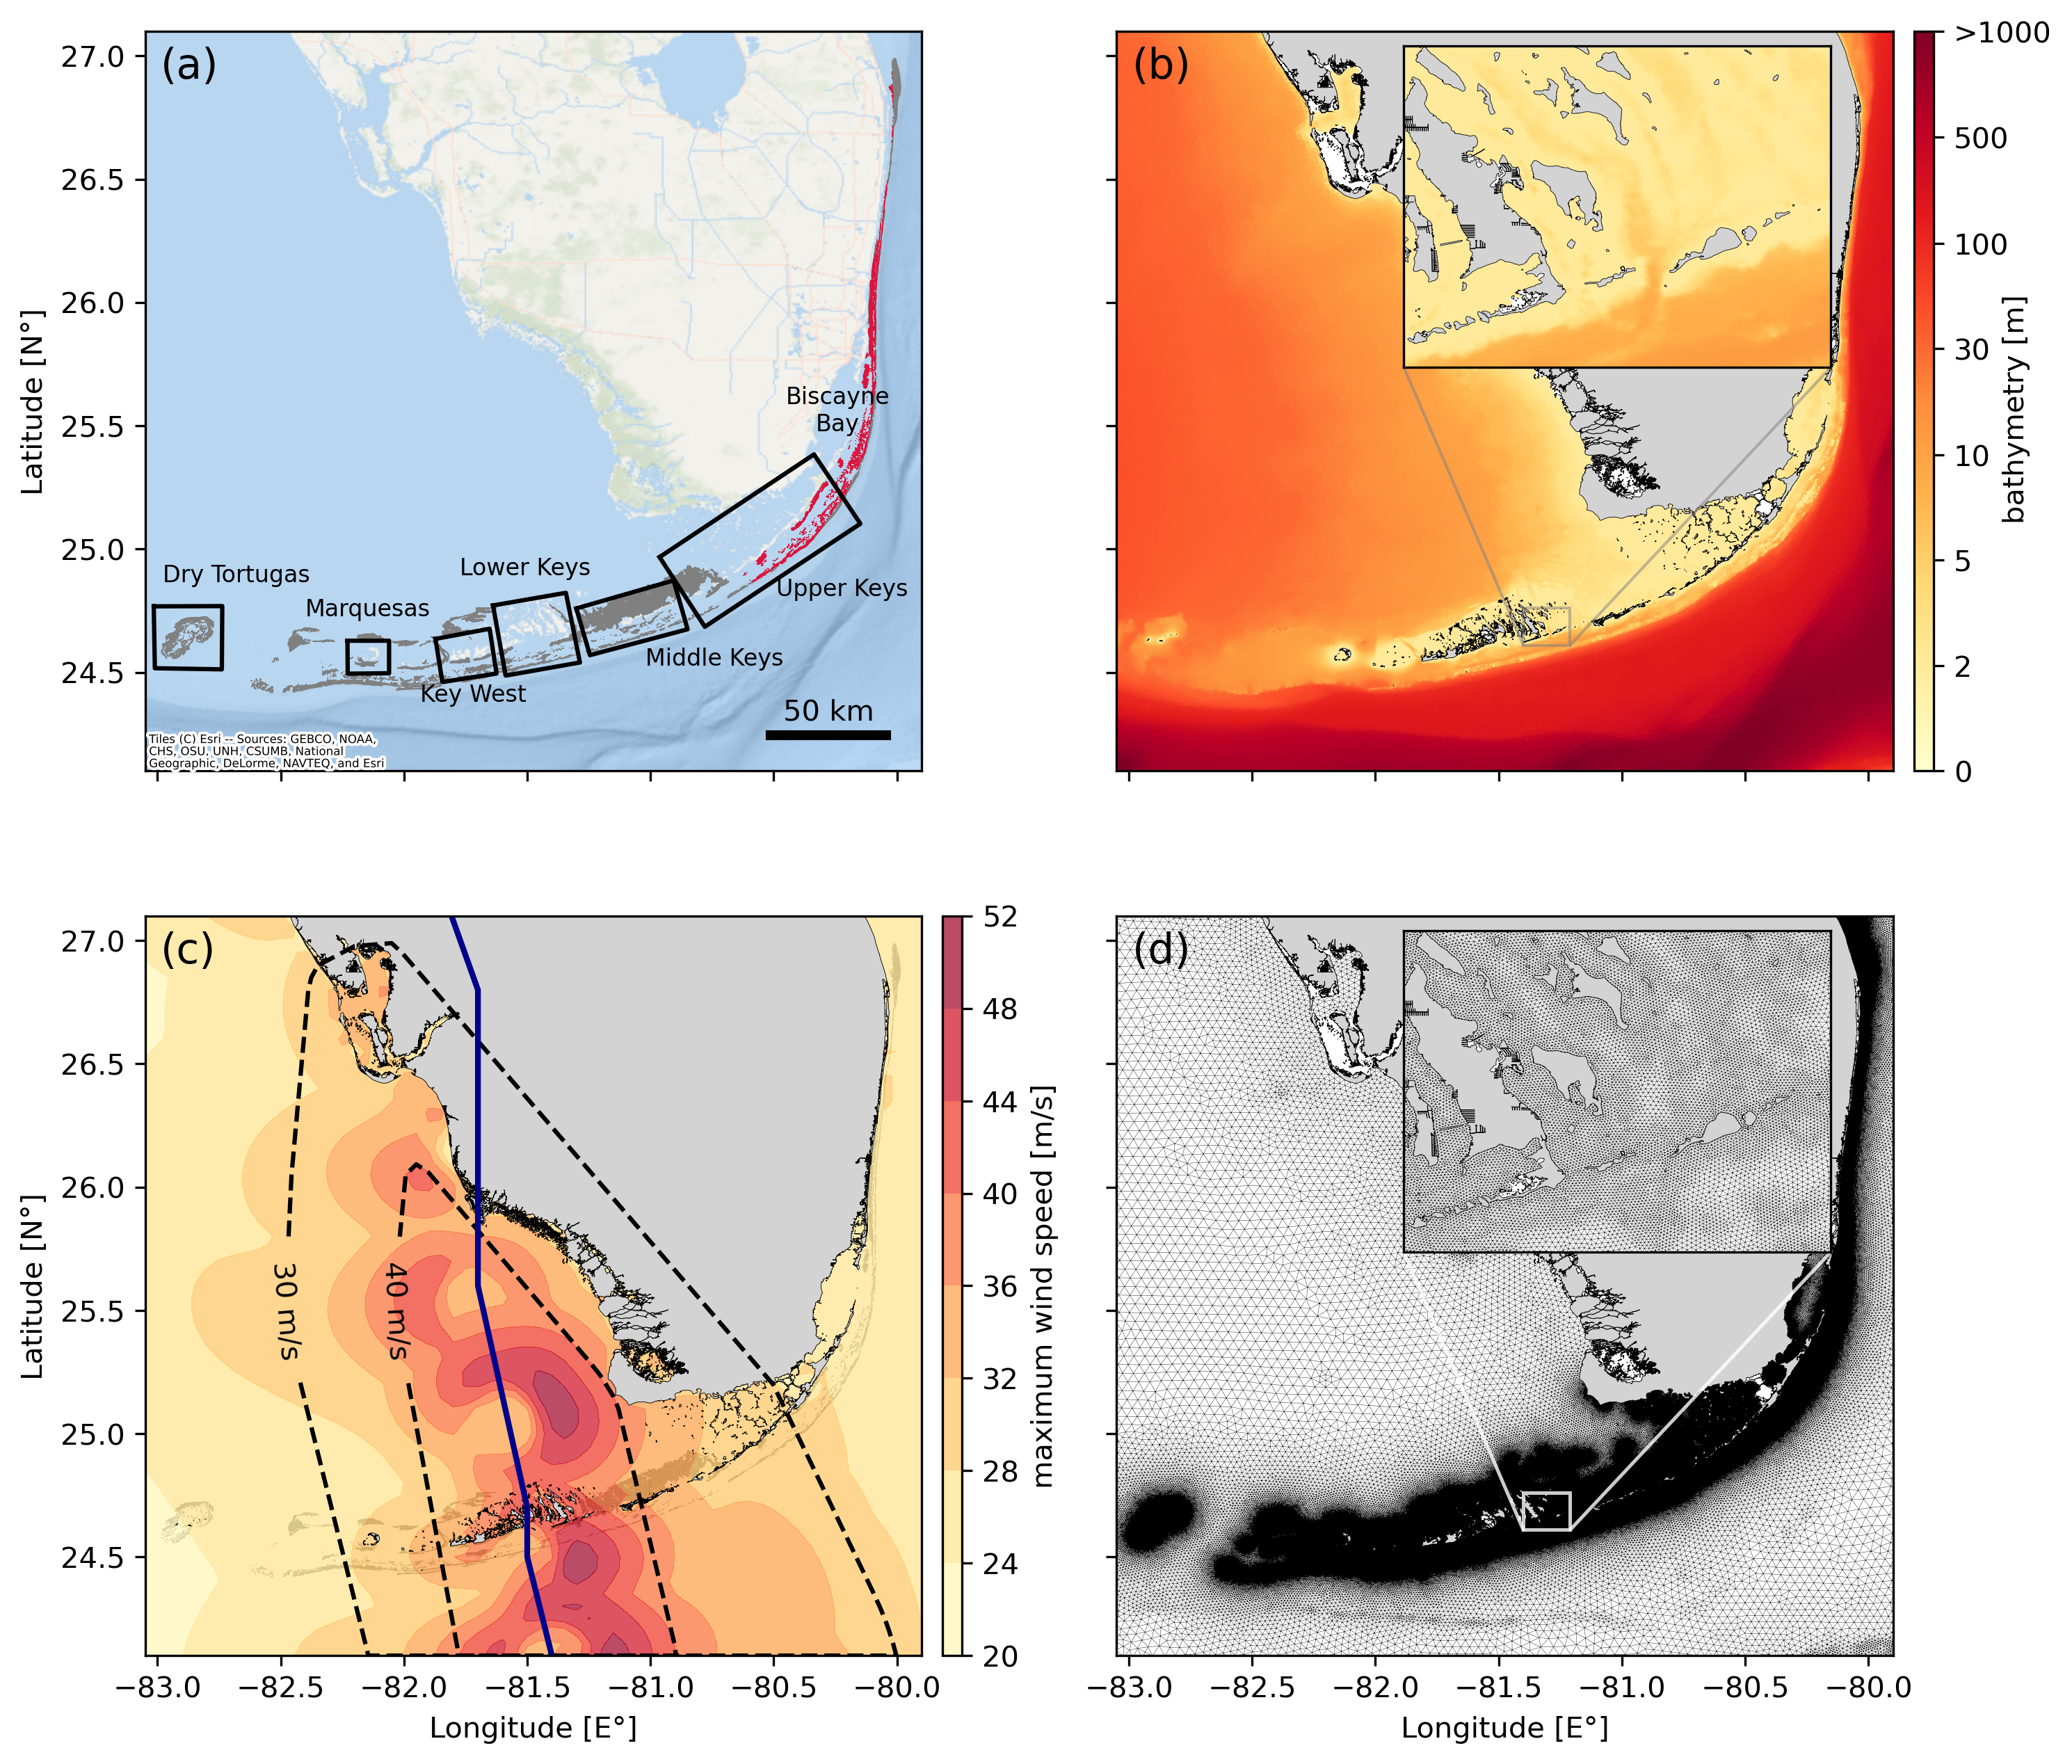 (a)
27.0
26.5
26.0
25.5
25.0
24.5
Latitude [N°]
Biscayne
Bay
Dry Tortugas
Lower Keys
Marquesas
Upper Keys
Middle Keys
Key West
50 km
Tiles (C) Esri -- Sources: GEBCO, NOAA,
CHS, OSU, UNH, CSUMB, National
Geographic, DeLorme, NAVTEQ, and Esri
(b)
>1000
500
100
30
10
5
2
0
bathymetry [m]
(c)
27.0
26.5
26.0
25.5
25.0
24.5
Latitude [N°]
30 m/s
40 m/s
−83.0
−82.5
−82.0
−81.5
−81.0
−80.5
−80.0
Longitude [E°]
52
48
44
40
36
32
28
24
20
maximum wind speed [m/s]
(d)
−83.0
−82.5
−82.0
−81.5
−81.0
−80.5
−80.0
Longitude [E°]